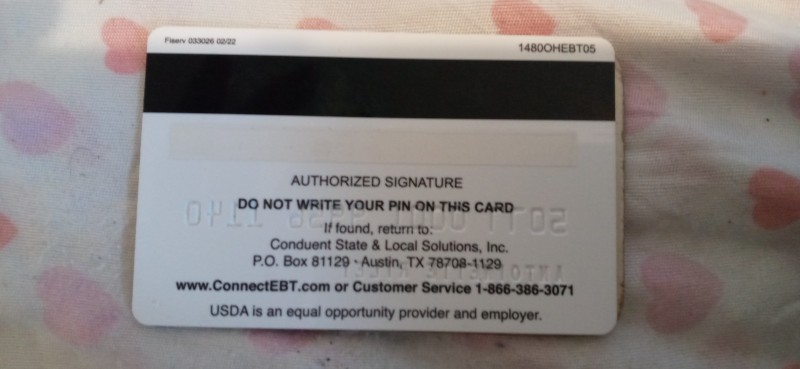 Fiserv 033026 02/22
1480OHEBT05
AUTHORIZED SIGNATURE
DO NOT WRITE YOUR PIN ON THIS CARD
If found, return to:
Conduent State & Local Solutions, Inc.
P.O. Box 81129 · Austin, TX 78708-1129
www.ConnectEBT.com or Customer Service 1-866-386-3071
USDA is an equal opportunity provider and employer.